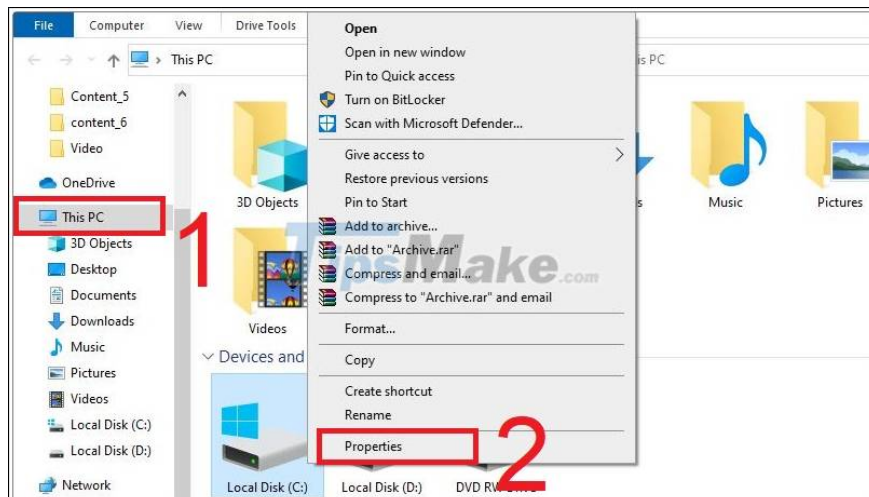 File Computer View Drive Tools
This PC
is PC
Content_5
content_6
Video
OneDrive
This PC
3D Objects
Desktop
Documents
Downloads
Music
Pictures
Videos
Local Disk (C:)
Local Disk (D:)
Network
1
3D Objects
Music
Pictures
Videos
Devices and
Local Disk (C:)
Local Disk (D:)
Open
Open in new window
Pin to Quick access
Turn on BitLocker
Scan with Microsoft Defender...
Give access to
Restore previous versions
Pin to Start
Add to archive...
Add to "Archive.rar"
Compress and email...
Compress to "Archive.rar" and email
Format...
Copy
Create shortcut
Rename
Properties
2
DVD RW
TipsMake.com